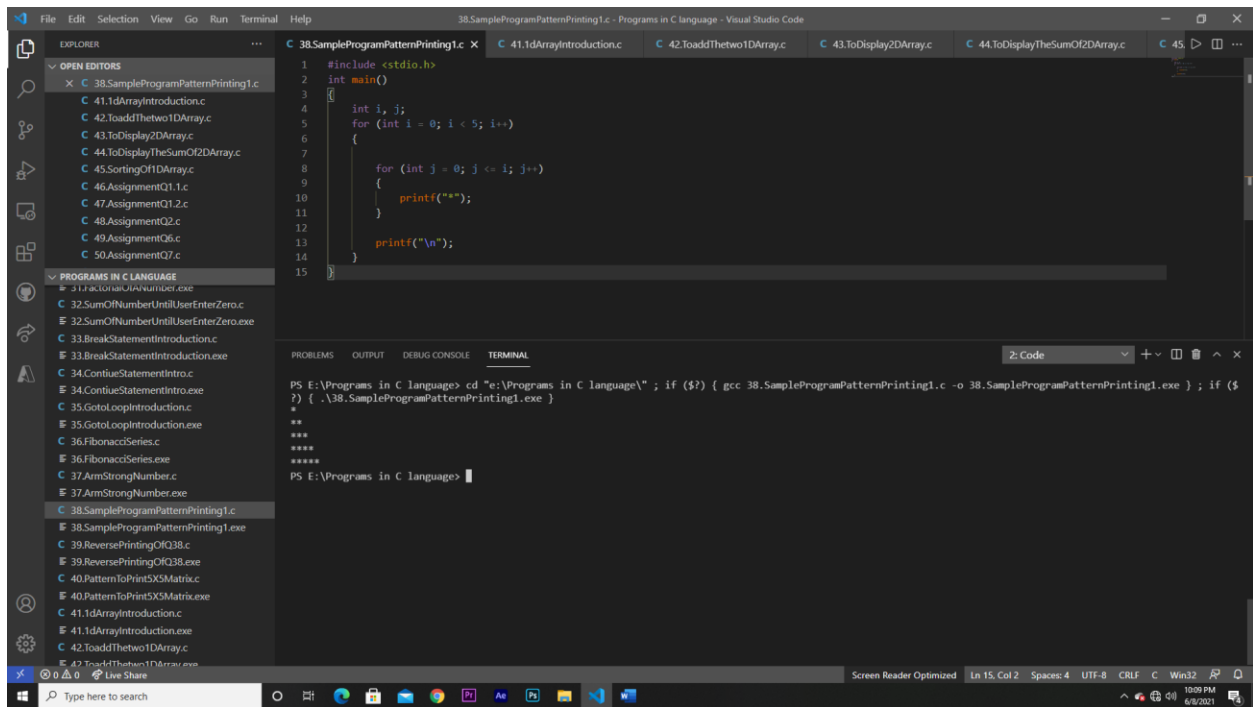 File Edit Selection View Go Run Terminal Help 38.SampleProgramPatternPrinting1.c - Programs in C language - Visual Studio Code
EXPLORER
OPEN EDITORS
C 38.SampleProgramPatternPrinting1.c
C 41.1dArrayIntroduction.c
C 42.ToaddThetwo1DArray.c
C 43.ToDisplay2DArray.c
C 44.ToDisplayTheSumOf2DArray.c
C 45.SortingOf1DArray.c
C 46.AssignmentQ1.1.c
C 47.AssignmentQ1.2.c
C 48.AssignmentQ2.c
C 49.AssignmentQ6.c
C 50.AssignmentQ7.c
PROGRAMS IN C LANGUAGE
31.FactorialOfANumber.exe
C 32.SumOfNumberUntilUserEnterZero.c
32.SumOfNumberUntilUserEnterZero.exe
C 33.BreakStatementIntroduction.c
33.BreakStatementIntroduction.exe
C 34.ContiueStatementIntro.c
34.ContiueStatementIntro.exe
C 35.GotoLoopIntroduction.c
35.GotoLoopIntroduction.exe
C 36.FibonacciSeries.c
36.FibonacciSeries.exe
C 37.ArmStrongNumber.c
37.ArmStrongNumber.exe
C 38.SampleProgramPatternPrinting1.c
38.SampleProgramPatternPrinting1.exe
C 39.ReversePrintingOfQ38.c
39.ReversePrintingOfQ38.exe
C 40.PatternToPrint5X5Matrix.c
40.PatternToPrint5X5Matrix.exe
C 41.1dArrayIntroduction.c
41.1dArrayIntroduction.exe
C 42.ToaddThetwo1DArray.c
42.ToaddThetwo1DArray.exe
C 38.SampleProgramPatternPrinting1.c C 41.1dArrayIntroduction.c C 42.ToaddThetwo1DArray.c C 43.ToDisplay2DArray.c C 44.ToDisplayTheSumOf2DArray.c C 45.
1 #include <stdio.h>
2 int main()
3 {
4 int i, j;
5 for (int i = 0; i < 5; i++)
6 {
7
8 for (int j = 0; j <= i; j++)
9 {
10 printf("*");
11 }
12
13 printf("\n");
14 }
15 }
PROBLEMS OUTPUT DEBUG CONSOLE TERMINAL 2: Code
PS E:\Programs in C language> cd "e:\Programs in C language\" ; if ($?) { gcc 38.SampleProgramPatternPrinting1.c -o 38.SampleProgramPatternPrinting1.exe } ; if ($
?) { .\38.SampleProgramPatternPrinting1.exe }
*
**
***
****
*****
PS E:\Programs in C language>
0 0 Live Share Screen Reader Optimized Ln 15, Col 2 Spaces: 4 UTF-8 CRLF C Win32
Type here to search Pr Ae Ps 10:09 PM
6/8/2021 4